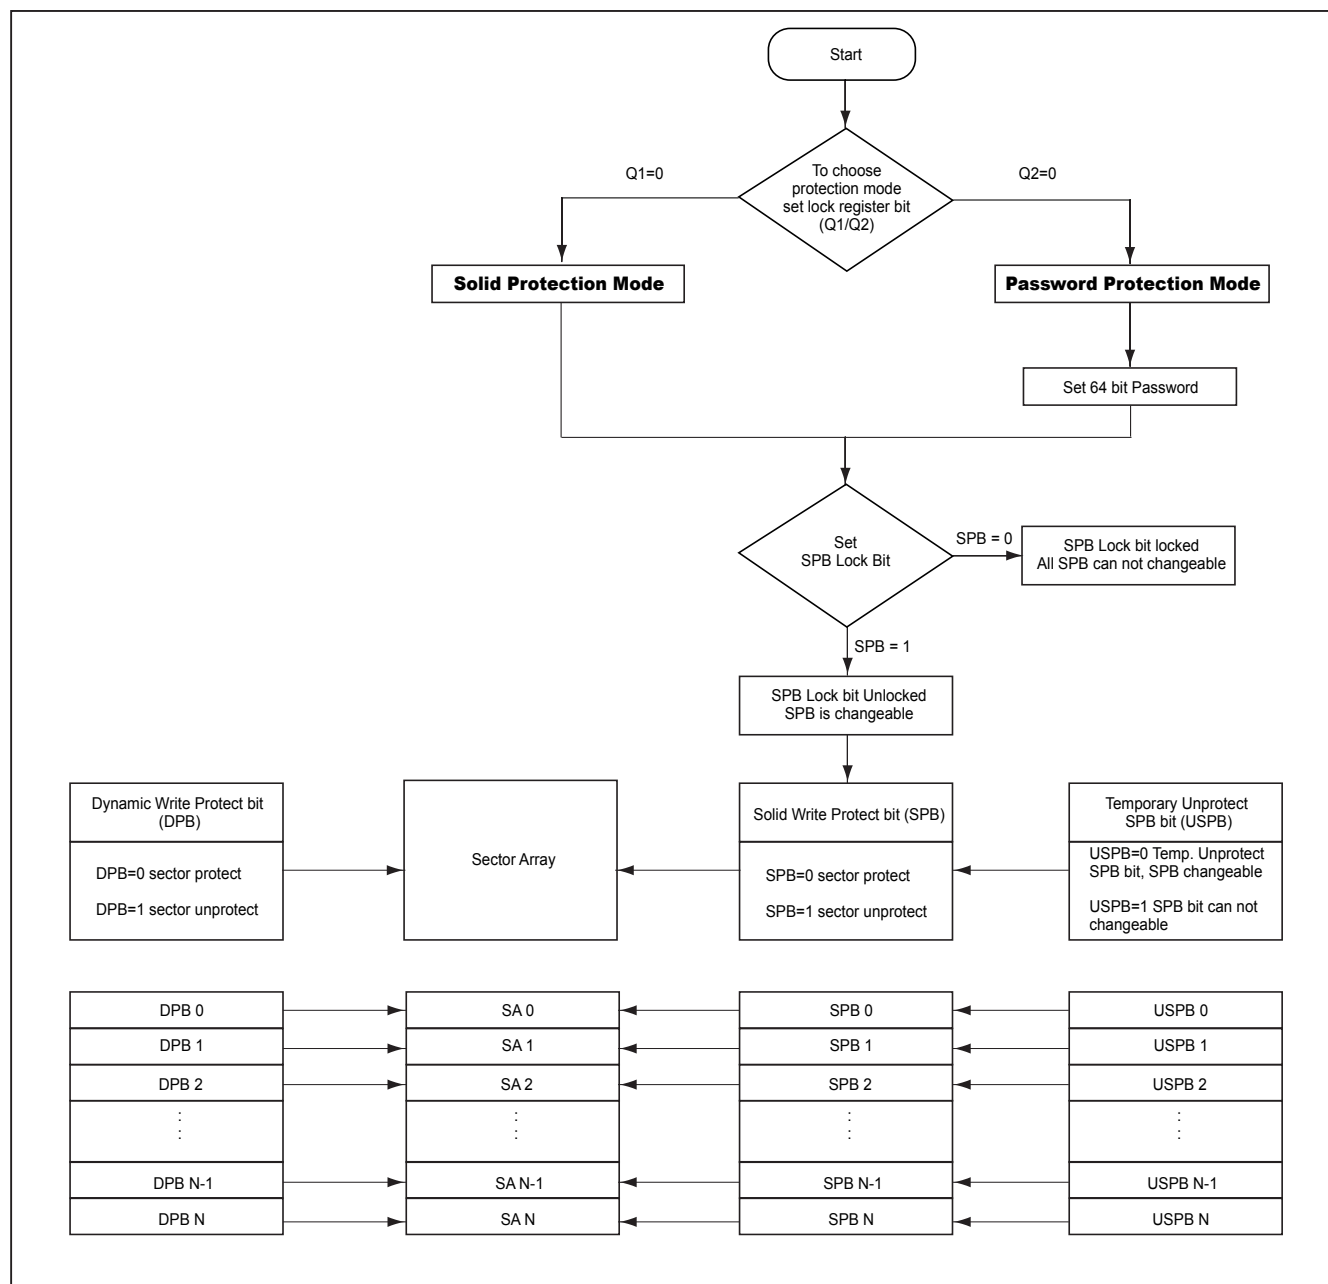 Start
To choose
protection mode
set lock register bit
(Q1/Q2)
Q1=0
Q2=0
Solid Protection Mode
Password Protection Mode
Set 64 bit Password
Set
SPB Lock Bit
SPB = 0
SPB Lock bit locked
All SPB can not changeable
SPB = 1
SPB Lock bit Unlocked
SPB is changeable
Dynamic Write Protect bit
(DPB)
DPB=0 sector protect
DPB=1 sector unprotect
Sector Array
Solid Write Protect bit (SPB)
SPB=0 sector protect
SPB=1 sector unprotect
Temporary Unprotect
SPB bit (USPB)
USPB=0 Temp. Unprotect
SPB bit, SPB changeable
USPB=1 SPB bit can not
changeable
DPB 0
SA 0
SPB 0
USPB 0
DPB 1
SA 1
SPB 1
USPB 1
DPB 2
SA 2
SPB 2
USPB 2
DPB N-1
SA N-1
SPB N-1
USPB N-1
DPB N
SA N
SPB N
USPB N